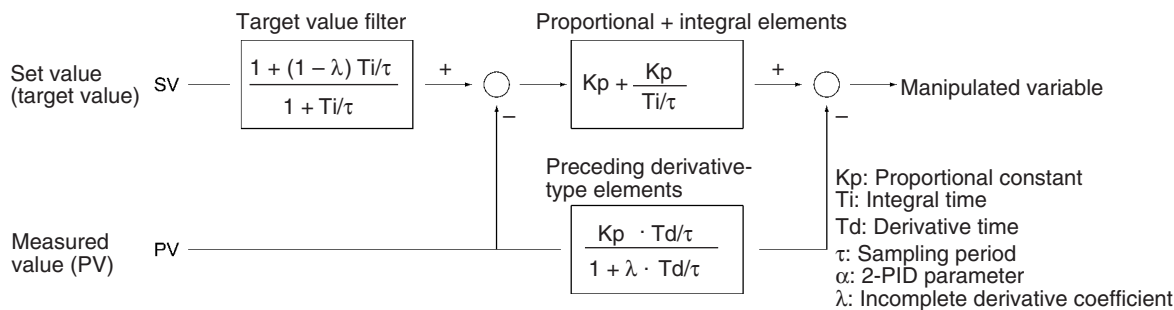 Target value filter
Proportional + integral elements
Set value
(target value)
SV
1 + (1 – λ) Ti/τ
1 + Ti/τ
+
–
Kp + Kp
Ti/τ
+
–
Manipulated variable
Preceding derivative-
type elements
Measured
value (PV)
PV
Kp · Td/τ
1 + λ · Td/τ
Kp: Proportional constant
Ti: Integral time
Td: Derivative time
τ: Sampling period
α: 2-PID parameter
λ: Incomplete derivative coefficient